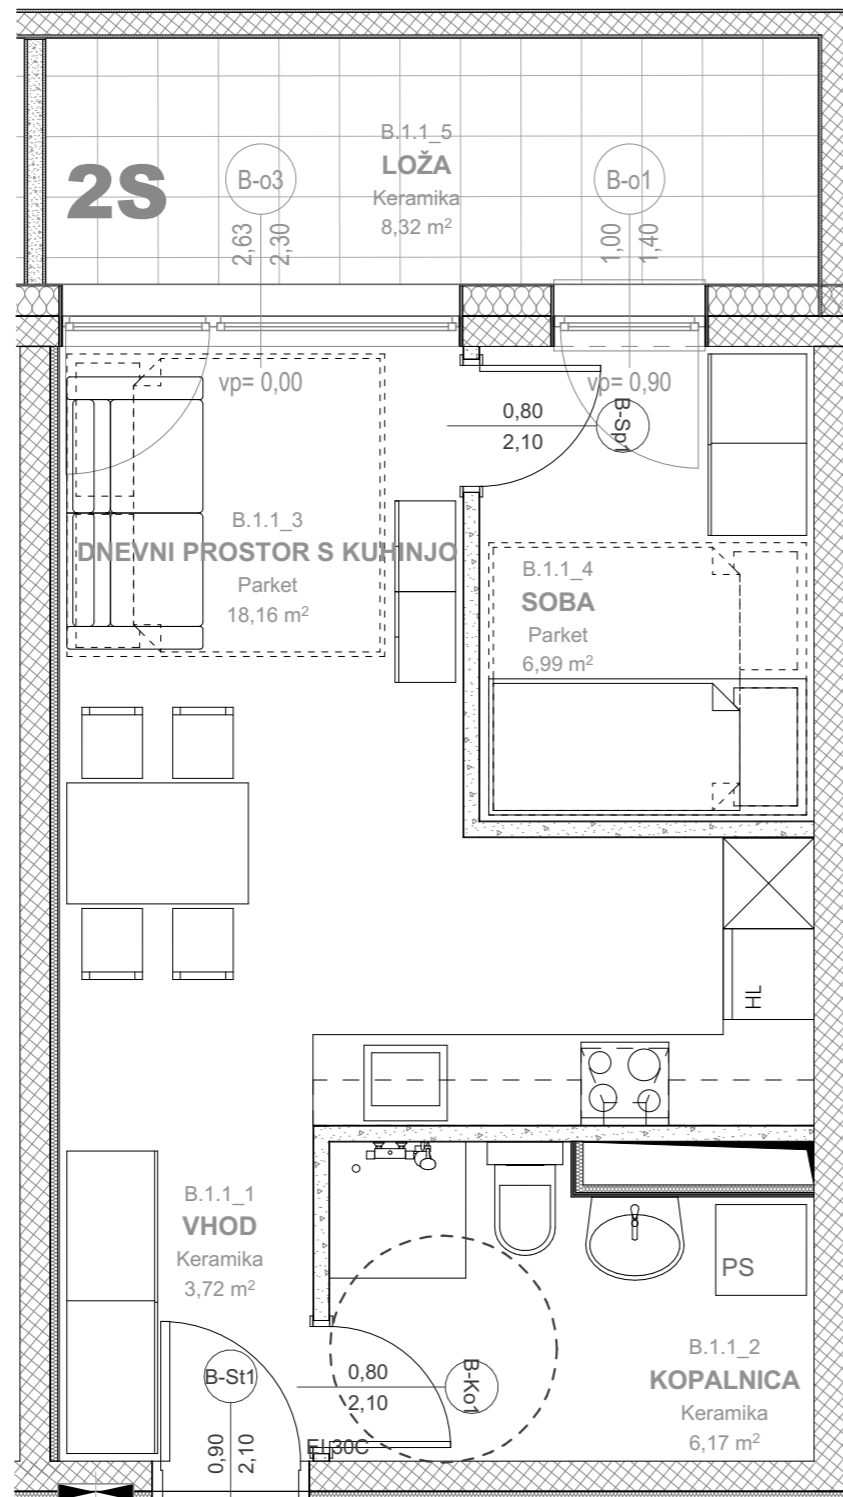 2S
B.1.1_5
LOŽA
Keramika
8,32 m²
B-o3
2,63
2,30
vp= 0,00
B-o1
1,00
1,40
vp= 0,90
0,80
2,10
B-Sp1
B.1.1_3
DNEVNI PROSTOR S KUHINJO
Parket
18,16 m²
B.1.1_4
SOBA
Parket
6,99 m²
HL
B.1.1_1
VHOD
Keramika
3,72 m²
PS
B.1.1_2
KOPALNICA
Keramika
6,17 m²
B-St1
0,90
2,10
0,80
2,10
B-Ko1
EI 30C